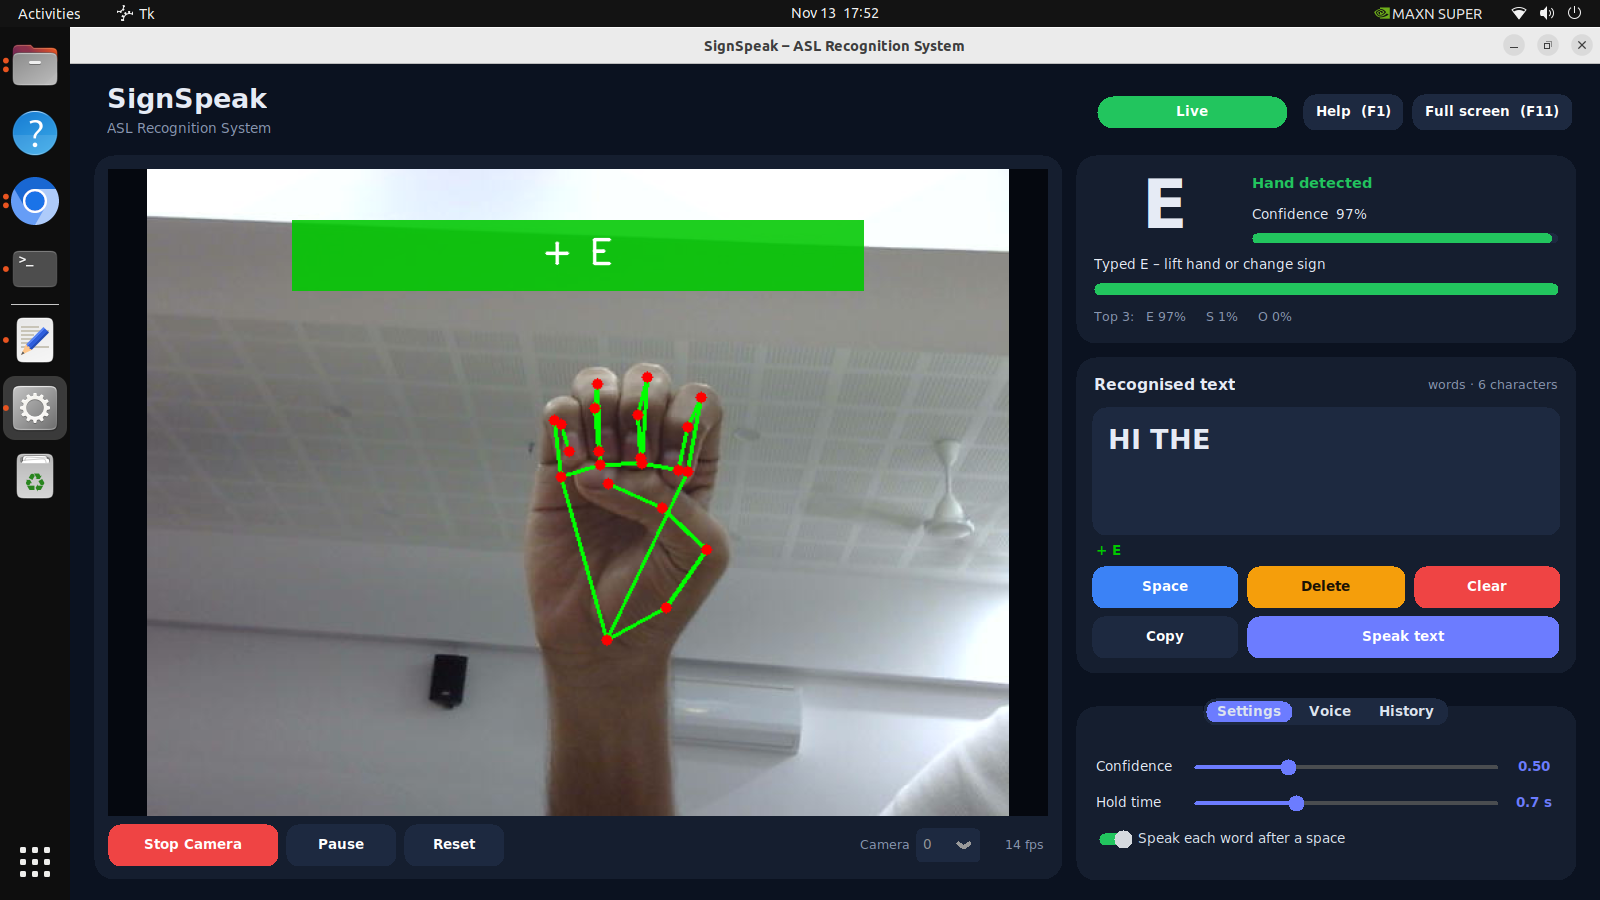 Activities
Tk
Nov 13 17:52
MAXN SUPER
SignSpeak – ASL Recognition System
SignSpeak
ASL Recognition System
Live
Help (F1)
Full screen (F11)
+ E
E
Hand detected
Confidence 97%
Typed E – lift hand or change sign
Top 3: E 97% S 1% O 0%
Recognised text
words · 6 characters
HI THE
+ E
Space
Delete
Clear
Copy
Speak text
Settings
Voice
History
Confidence
0.50
Hold time
0.7 s
Speak each word after a space
Stop Camera
Pause
Reset
Camera
0
14 fps